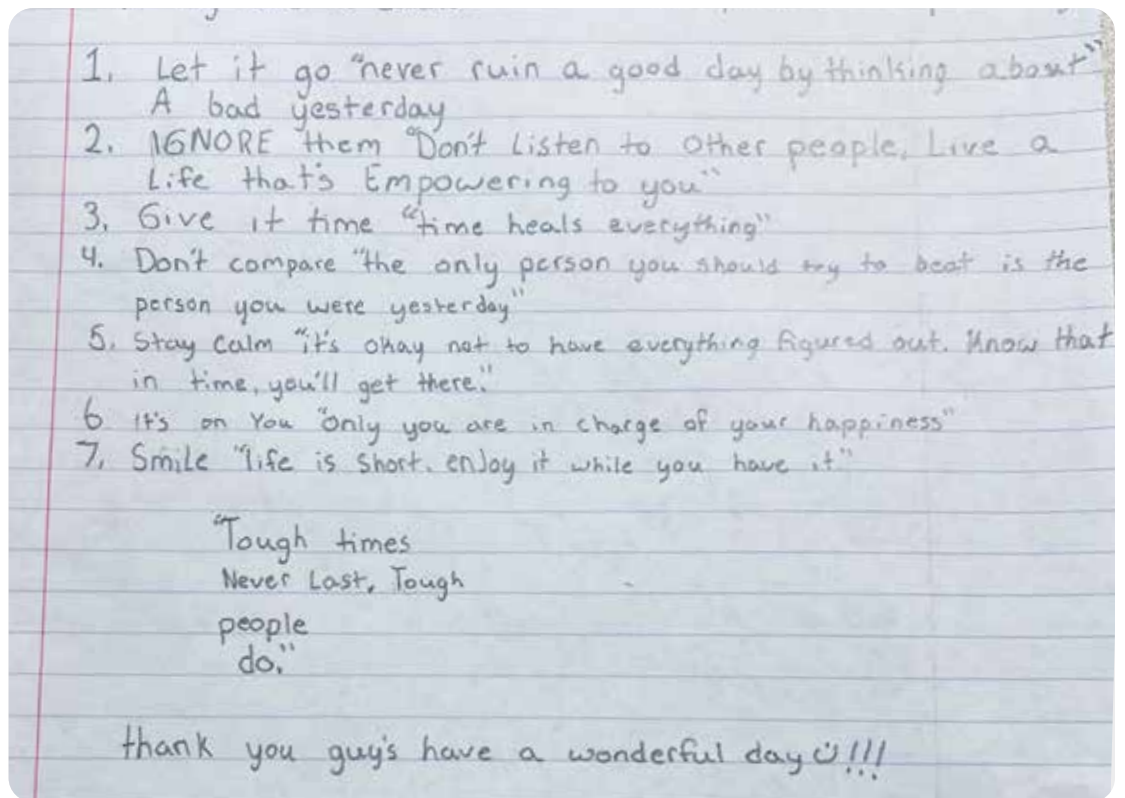 1. Let it go "never ruin a good day by thinking about"
A bad yesterday
2. IGNORE them "Don't Listen to other people, Live a
Life that's Empowering to you"
3. Give it time "time heals everything"
4. Don't compare "the only person you should try to beat is the
person you were yesterday"
5. Stay Calm "it's okay not to have everything figured out. Know that
in time, you'll get there."
6 It's on You "only you are in charge of your happiness"
7. Smile "life is short. enjoy it while you have it"
"Tough times
Never Last, Tough
people
do."
thank you guy's have a wonderful day☺!!!